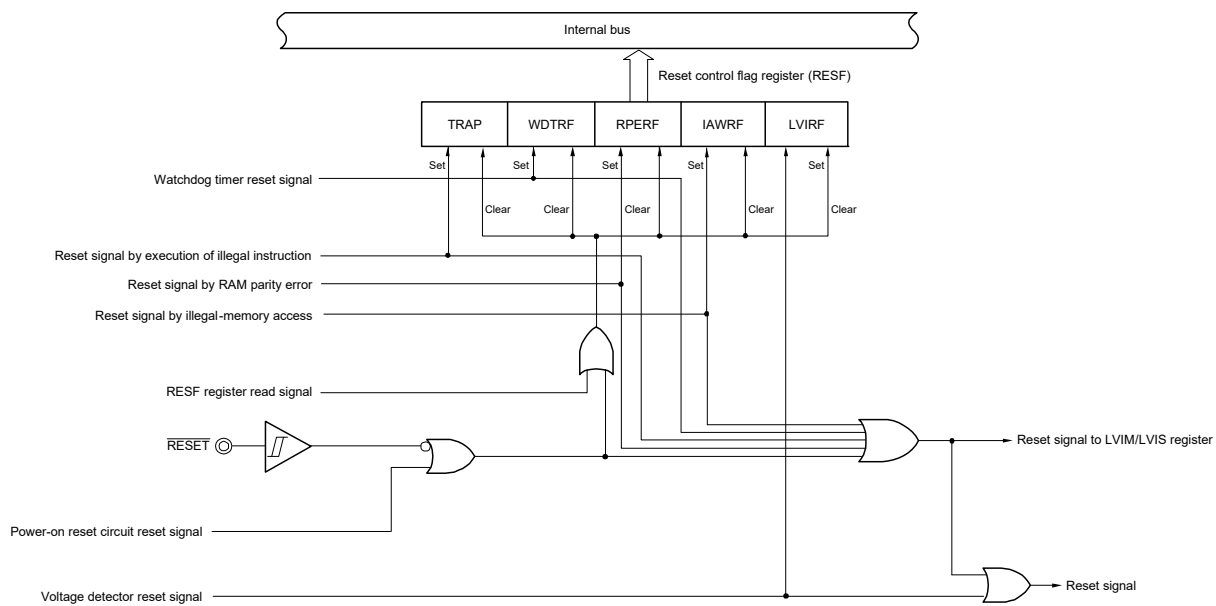 Internal bus
Reset control flag register (RESF)
TRAP WDTRF RPERF IAWRF LVIRF
Set Set Set Set Set
Watchdog timer reset signal
Clear Clear Clear Clear Clear
Reset signal by execution of illegal instruction
Reset signal by RAM parity error
Reset signal by illegal-memory access
RESF register read signal
RESET
Reset signal to LVIM/LVIS register
Power-on reset circuit reset signal
Voltage detector reset signal
Reset signal